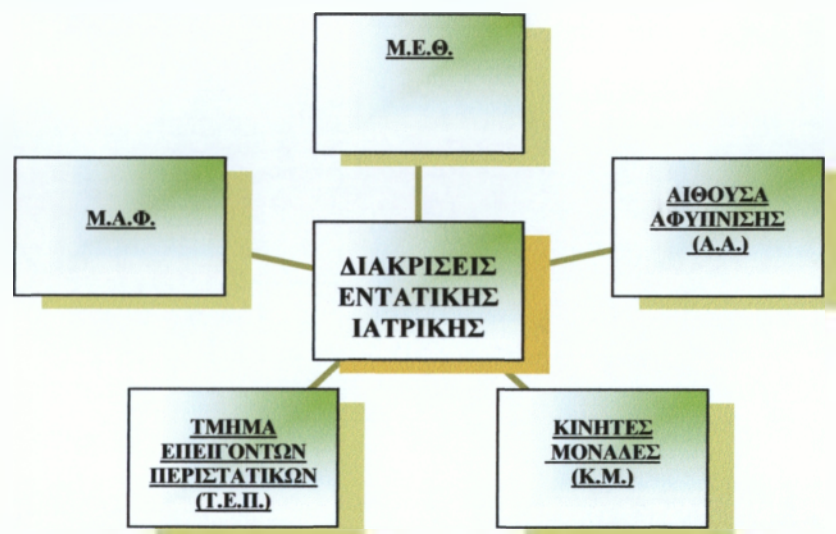 Μ.Ε.Θ.
Μ.Α.Φ.
ΑΙΘΟΥΣΑ
ΑΦΥΠΝΙΣΗΣ
(Α.Α.)
ΔΙΑΚΡΙΣΕΙΣ
ΕΝΤΑΤΙΚΗΣ
ΙΑΤΡΙΚΗΣ
ΤΜΗΜΑ
ΕΠΕΙΓΟΝΤΩΝ
ΠΕΡΙΣΤΑΤΙΚΩΝ
(Τ.Ε.Π.)
ΚΙΝΗΤΕΣ
ΜΟΝΑΔΕΣ
(Κ.Μ.)